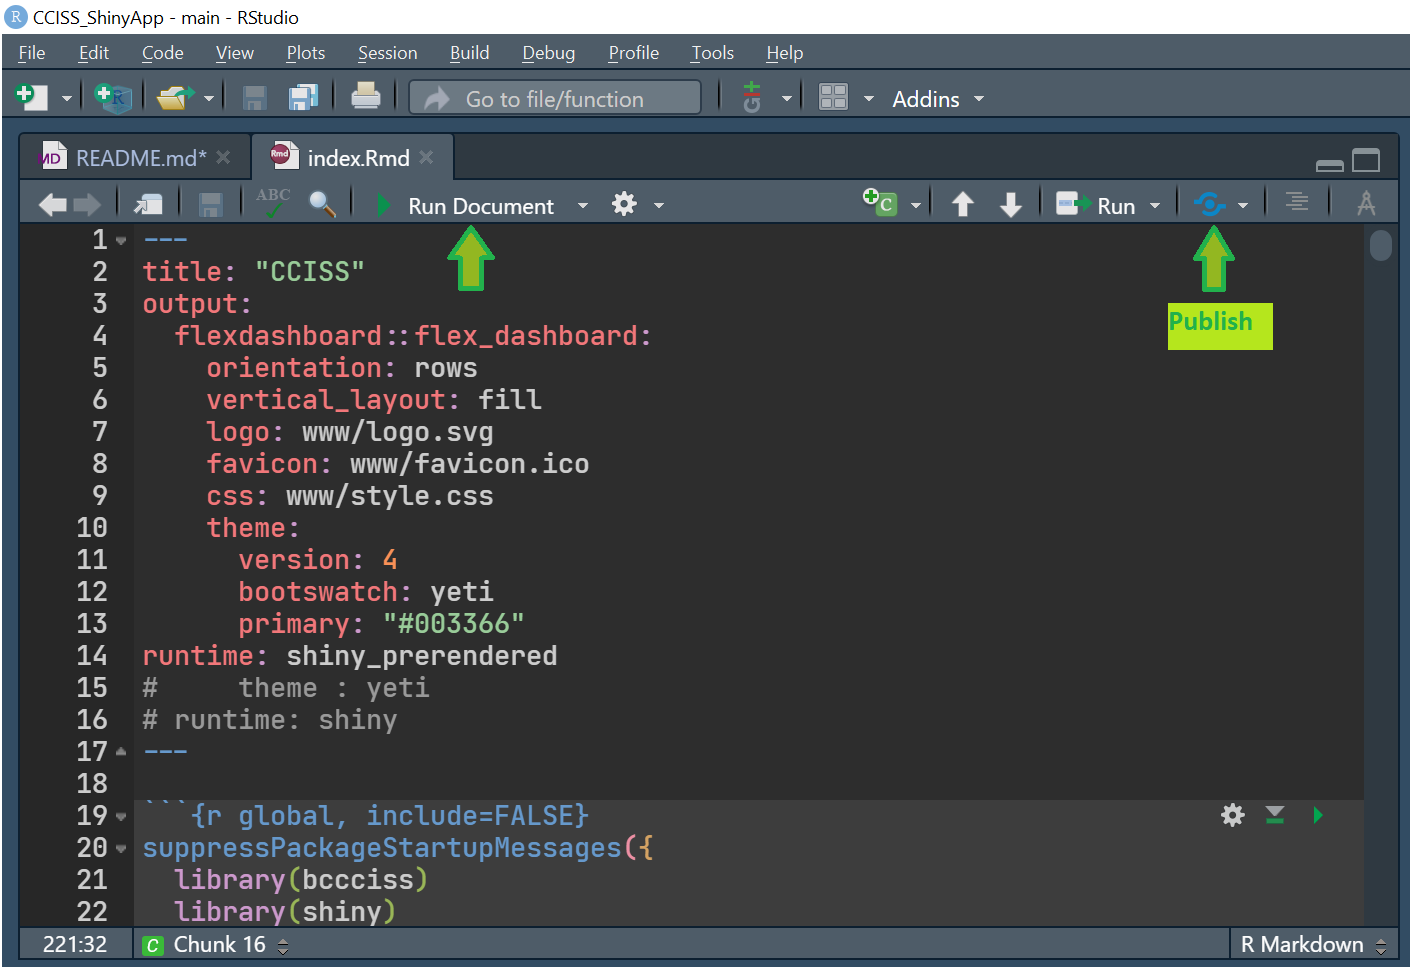 CCISS_ShinyApp - main - RStudio
File Edit Code View Plots Session Build Debug Profile Tools Help
Go to file/function Addins
README.md* index.Rmd
ABC Run Document Run
Publish
1 ---
2 title: "CCISS"
3 output:
4 flexdashboard::flex_dashboard:
5 orientation: rows
6 vertical_layout: fill
7 logo: www/logo.svg
8 favicon: www/favicon.ico
9 css: www/style.css
10 theme:
11 version: 4
12 bootswatch: yeti
13 primary: "#003366"
14 runtime: shiny_prerendered
15 # theme : yeti
16 # runtime: shiny
17 ---
18
19 ```{r global, include=FALSE}
20 suppressPackageStartupMessages({
21 library(bccciss)
22 library(shiny)
221:32 C Chunk 16 R Markdown